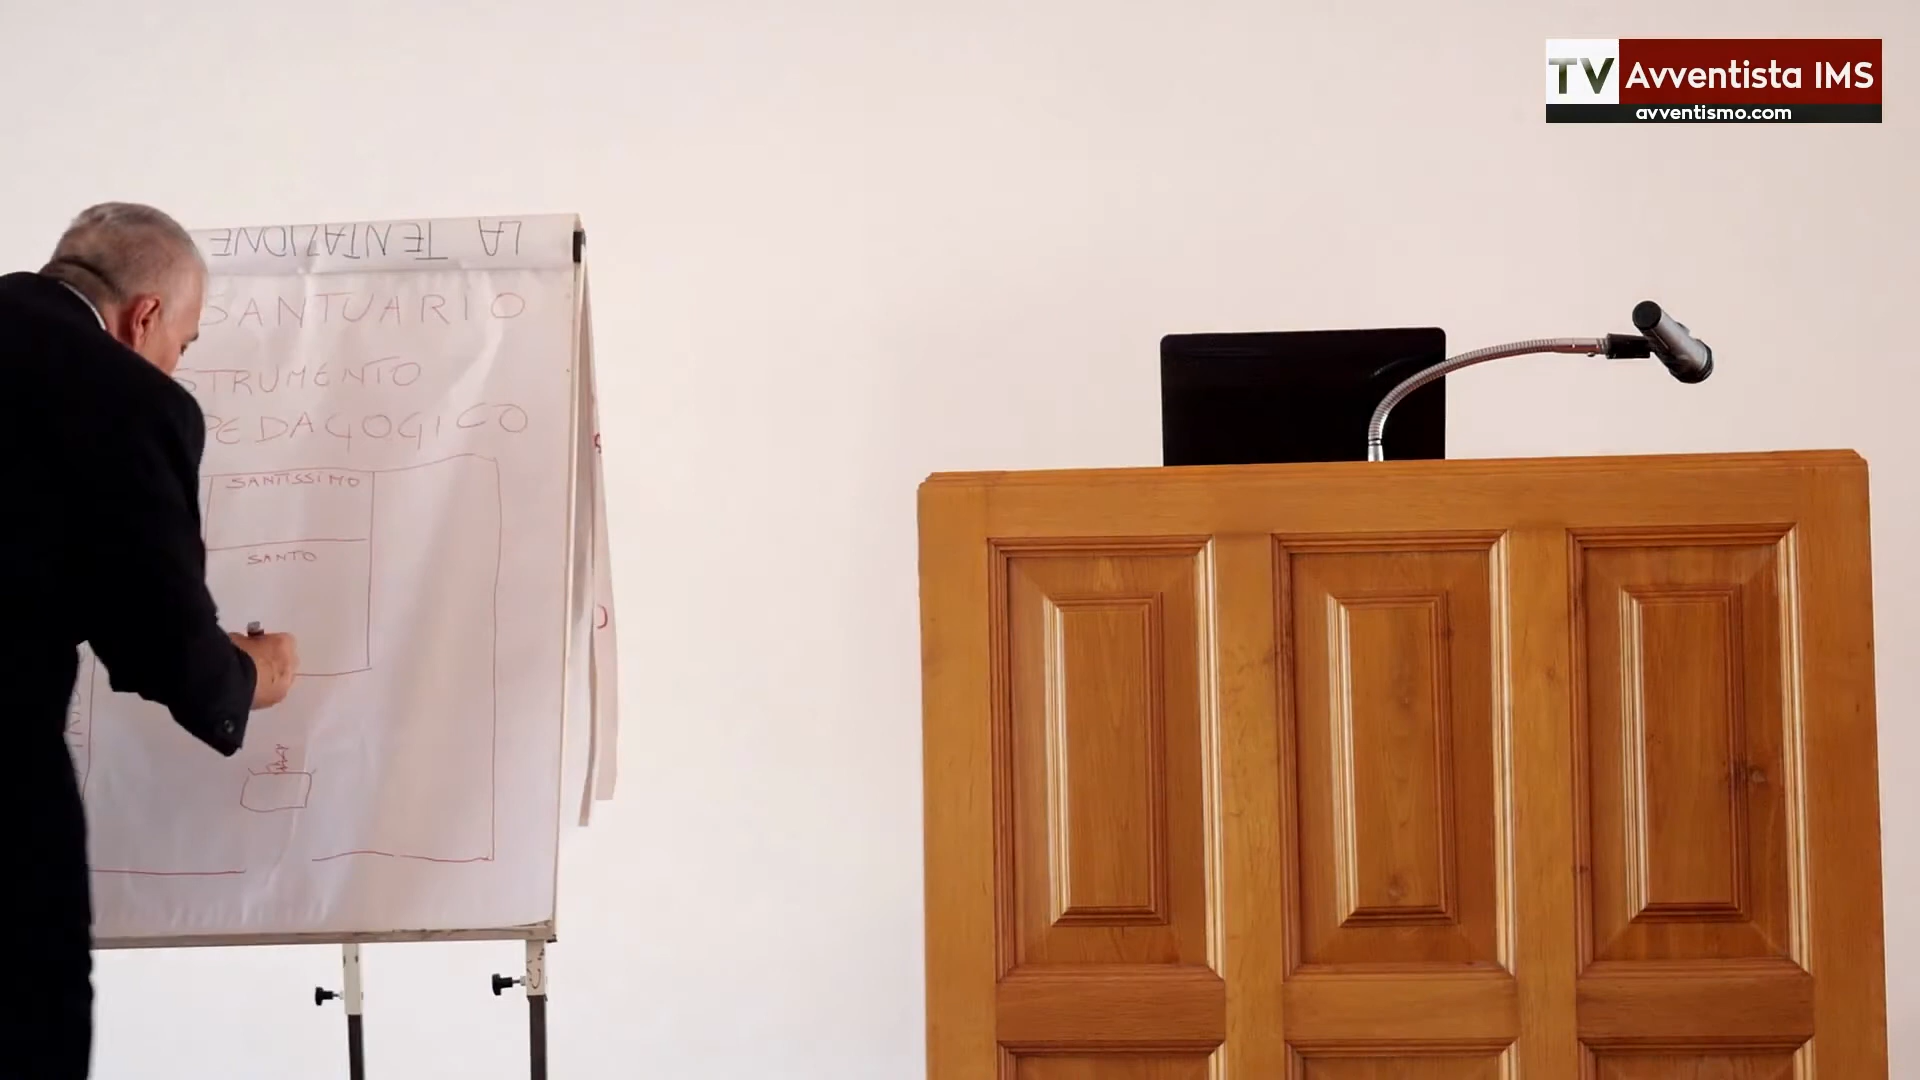 TV Avventista IMS
avventismo.com
LA TENTAZIONE
SANTUARIO
STRUMENTO
PEDAGOGICO
SANTISSIMO
SANTO